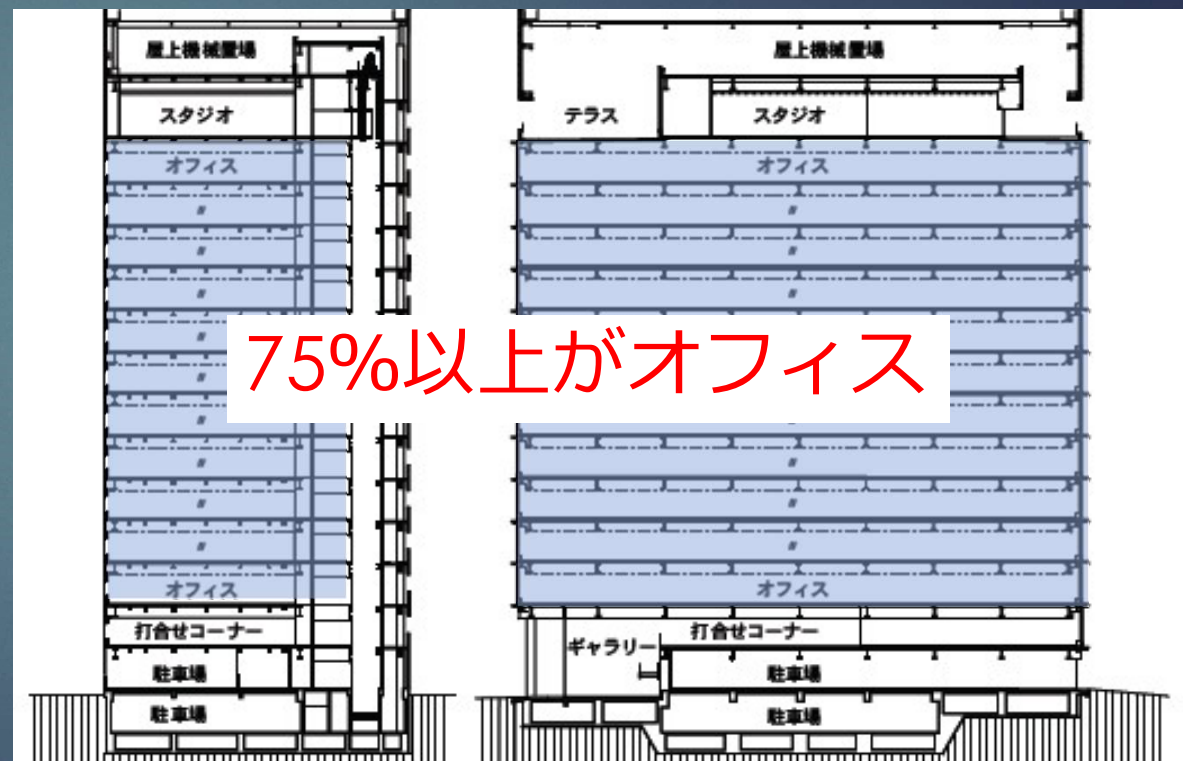 屋上機械置場
スタジオ
オフィス
〃
〃
〃
〃
〃
〃
〃
〃
〃
オフィス
打合せコーナー
駐車場
駐車場
75%以上がオフィス
屋上機械置場
テラス スタジオ
オフィス
〃
〃
〃
〃
〃
〃
〃
オフィス
打合せコーナー
ギャラリー
駐車場
駐車場